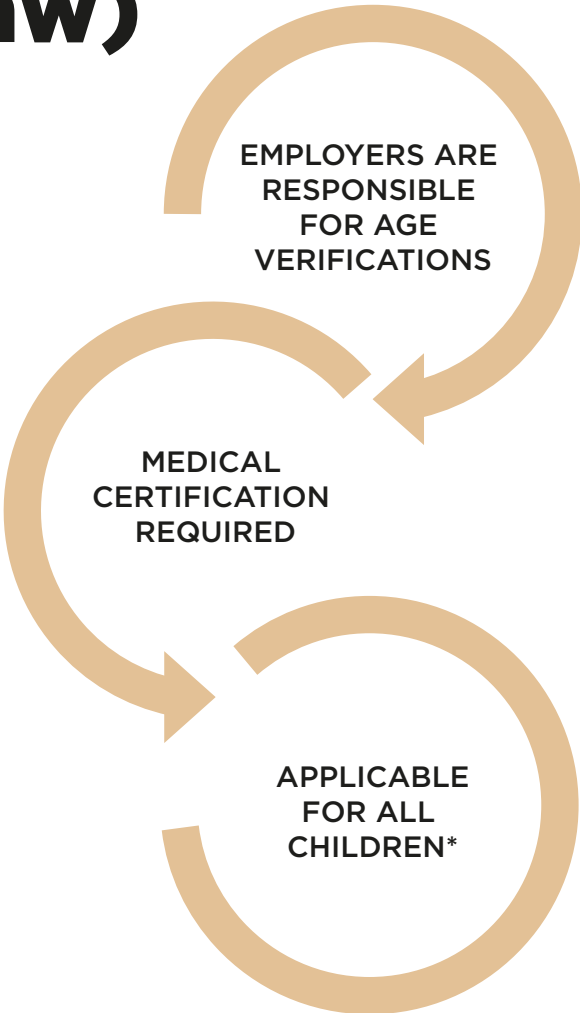 EMPLOYERS ARE
RESPONSIBLE
FOR AGE
VERIFICATIONS
MEDICAL
CERTIFICATION
REQUIRED
APPLICABLE
FOR ALL
CHILDREN*